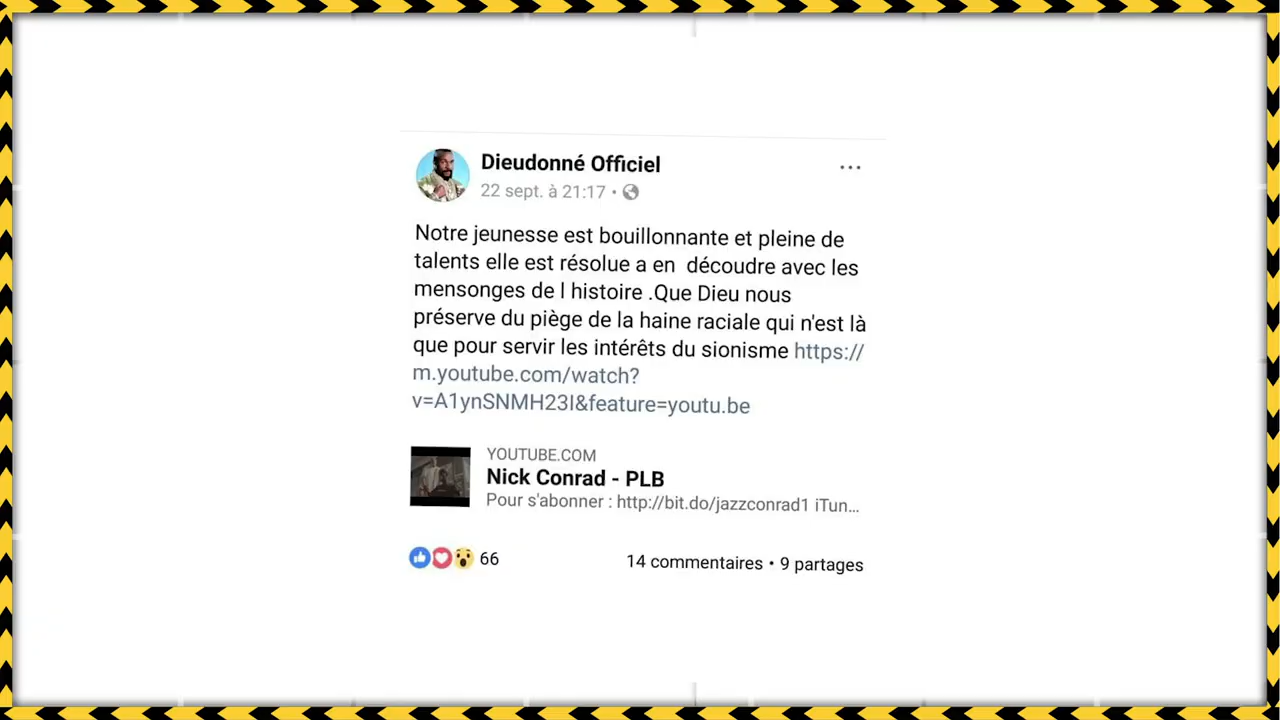 Dieudonné Officiel
22 sept. à 21:17 •
Notre jeunesse est bouillonnante et pleine de
talents elle est résolue a en découdre avec les
mensonges de l histoire .Que Dieu nous
préserve du piège de la haine raciale qui n'est là
que pour servir les intérêts du sionisme https://
m.youtube.com/watch?
v=A1ynSNMH23I&feature=youtu.be
YOUTUBE.COM
Nick Conrad - PLB
Pour s'abonner : http://bit.do/jazzconrad1 iTun...
66
14 commentaires • 9 partages